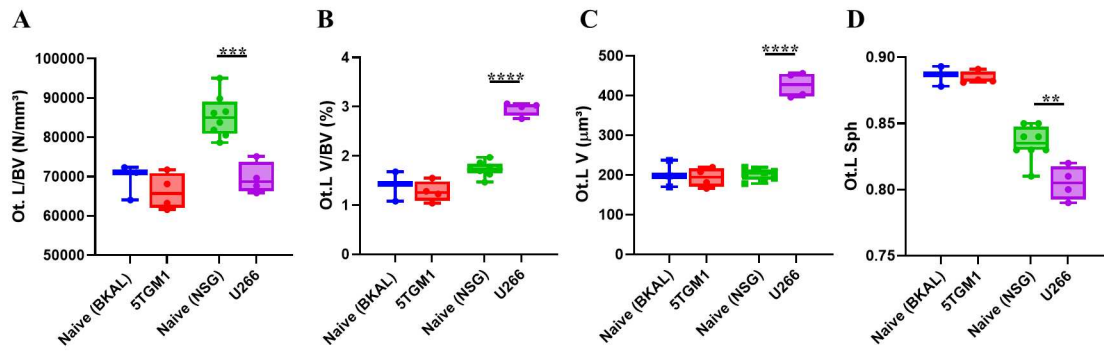 A
Ot. L/BV (N/mm³)
100000
90000
80000
70000
60000
50000
***
Naive (BKAL)
5TGM1
Naive (NSG)
U266
B
Ot.L V/BV (%)
4
3
2
1
0
****
Naive (BKAL)
5TGM1
Naive (NSG)
U266
C
Ot.L V (μm³)
500
400
300
200
100
0
****
Naive (BKAL)
5TGM1
Naive (NSG)
U266
D
Ot.L Sph
0.90
0.85
0.80
0.75
**
Naive (BKAL)
5TGM1
Naive (NSG)
U266